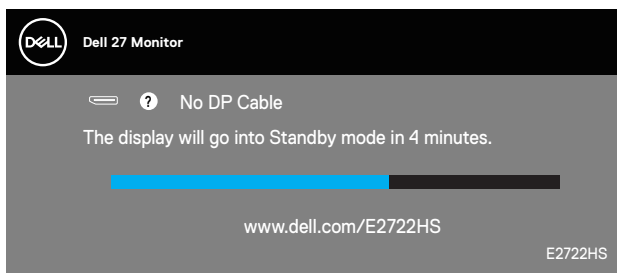 DELL
Dell 27 Monitor
? No DP Cable
The display will go into Standby mode in 4 minutes.
www.dell.com/E2722HS
E2722HS